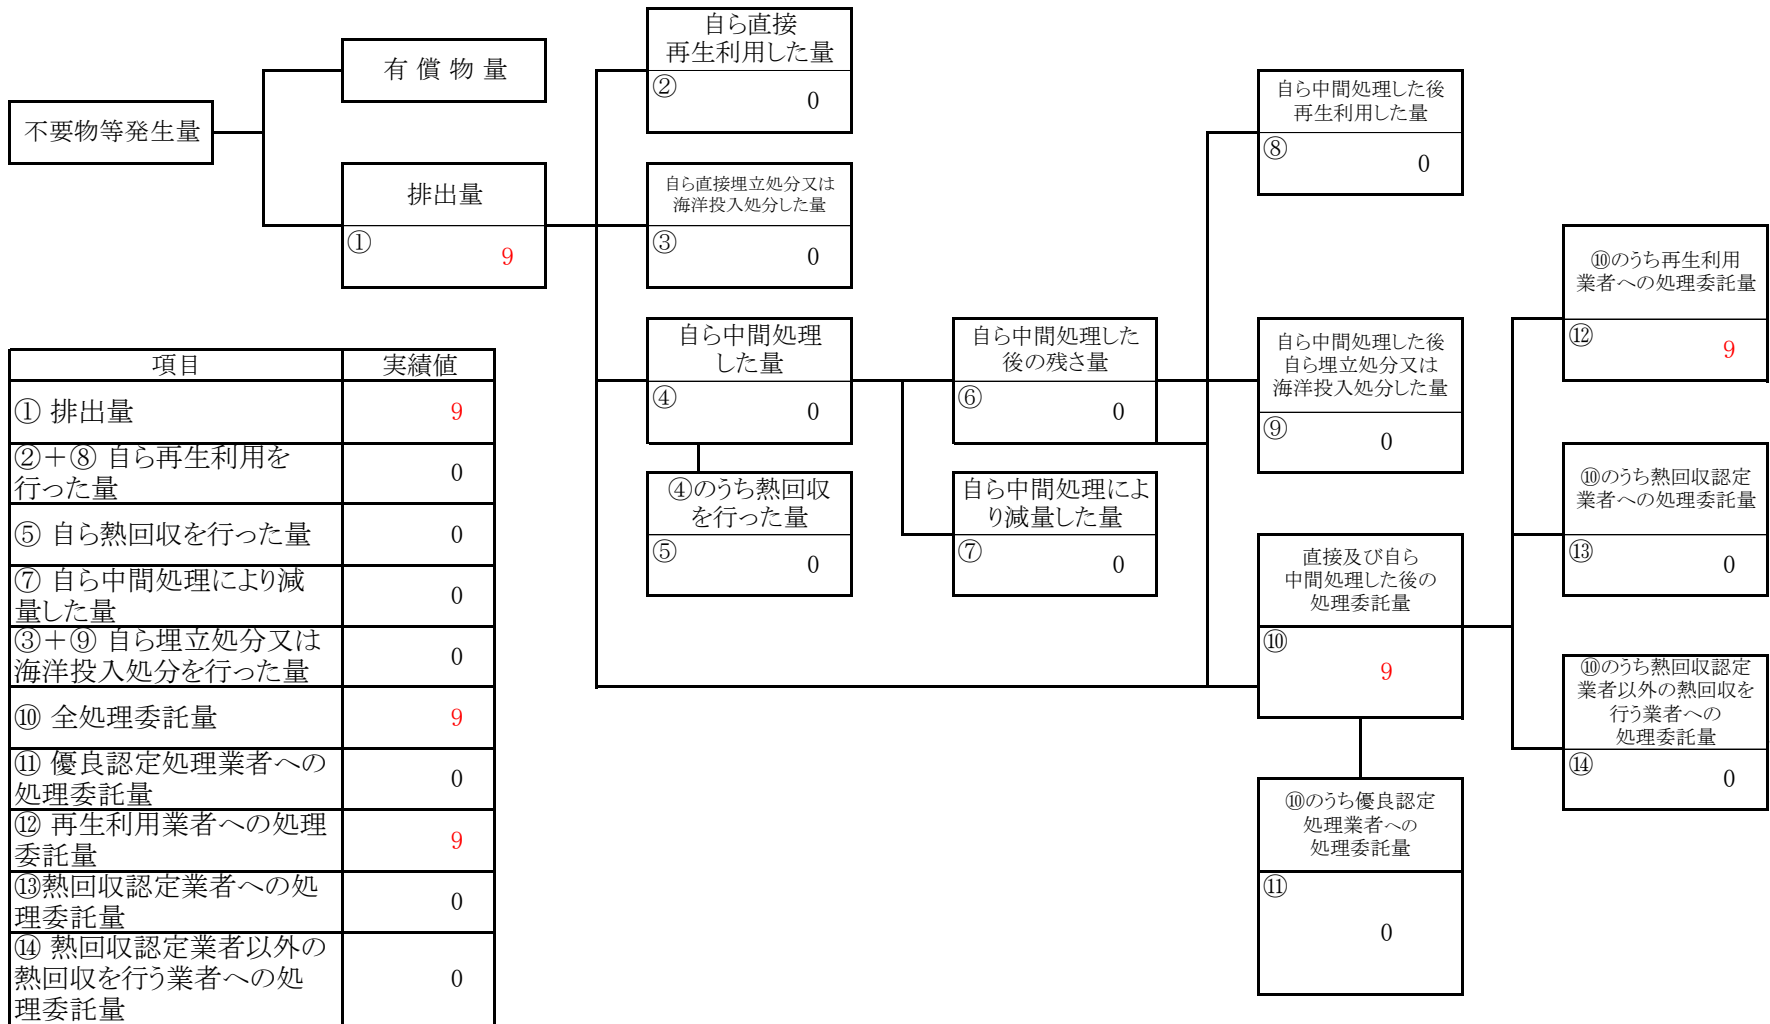 不要物等発生量
有 償 物 量
排出量
①
9
自ら直接
再生利用した量
②
0
自ら直接埋立処分又は
海洋投入処分した量
③
0
自ら中間処理
した量
④
0
④のうち熱回収
を行った量
⑤
0
自ら中間処理した
後の残さ量
⑥
0
自ら中間処理によ
り減量した量
⑦
0
自ら中間処理した後
再生利用した量
⑧
0
自ら中間処理した後
自ら埋立処分又は
海洋投入処分した量
⑨
0
直接及び自ら
中間処理した後の
処理委託量
⑩
9
⑩のうち優良認定
処理業者への
処理委託量
⑪
0
⑩のうち再生利用
業者への処理委託量
⑫
9
⑩のうち熱回収認定
業者への処理委託量
⑬
0
⑩のうち熱回収認定
業者以外の熱回収を
行う業者への
処理委託量
⑭
0
項目 実績値
① 排出量 9
②＋⑧ 自ら再生利用を
行った量 0
⑤ 自ら熱回収を行った量 0
⑦ 自ら中間処理により減
量した量 0
③＋⑨ 自ら埋立処分又は
海洋投入処分を行った量 0
⑩ 全処理委託量 9
⑪ 優良認定処理業者への
処理委託量 0
⑫ 再生利用業者への処理
委託量 9
⑬熱回収認定業者への処
理委託量 0
⑭ 熱回収認定業者以外の
熱回収を行う業者への処
理委託量 0